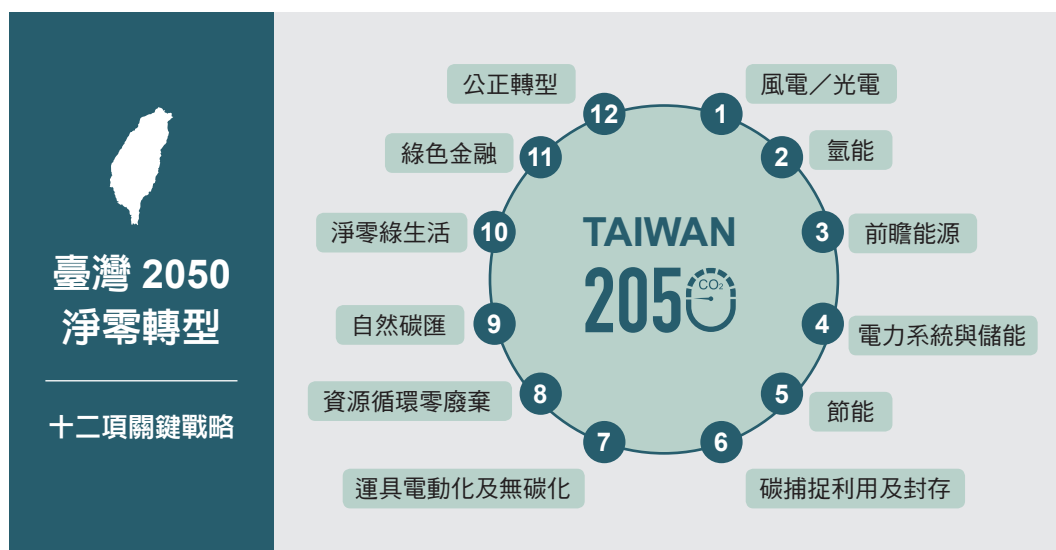 臺灣 2050
淨零轉型
十二項關鍵戰略
TAIWAN
2050
CO₂
1
風電／光電
2
氫能
3
前瞻能源
4
電力系統與儲能
5
節能
6
碳捕捉利用及封存
7
運具電動化及無碳化
8
資源循環零廢棄
9
自然碳匯
10
淨零綠生活
11
綠色金融
12
公正轉型